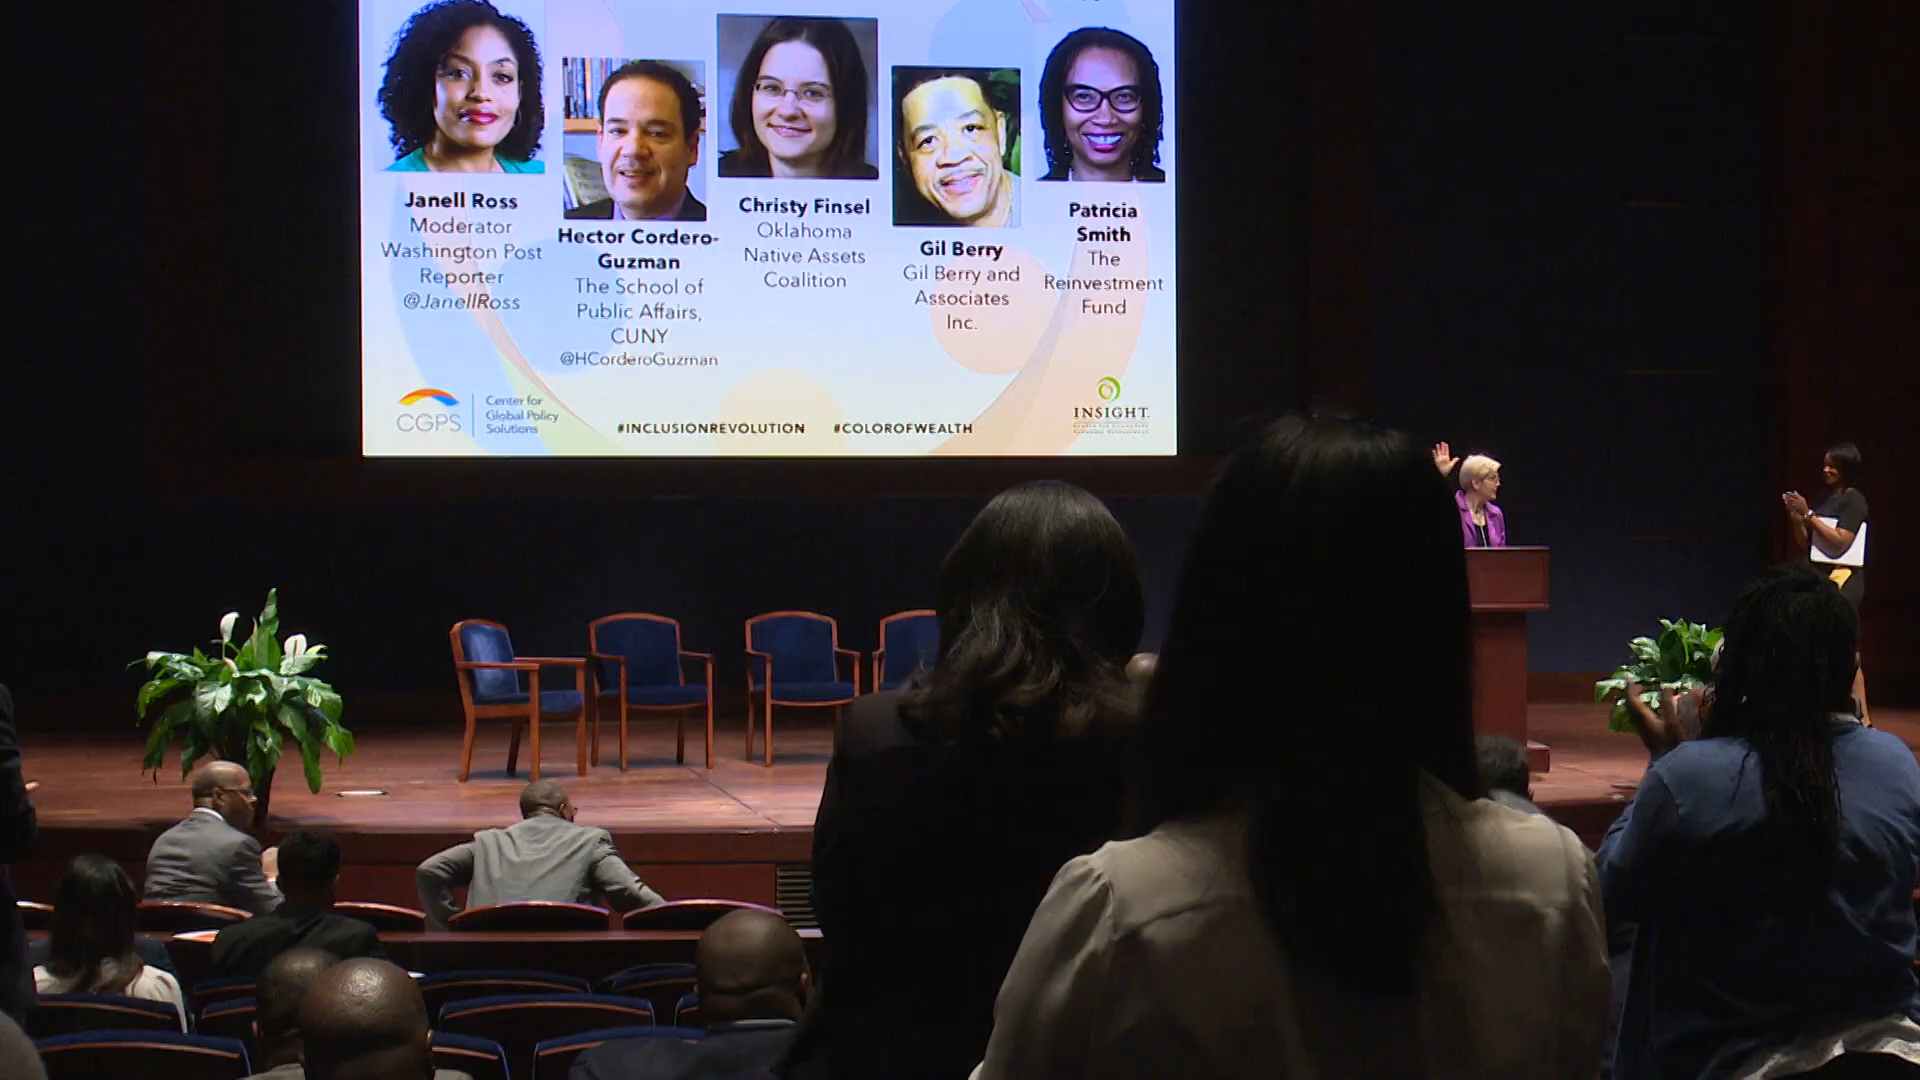 Janell Ross
Moderator
Washington Post
Reporter
@JanellRoss
Hector Cordero-
Guzman
The School of
Public Affairs,
CUNY
@HCorderoGuzman
Christy Finsel
Oklahoma
Native Assets
Coalition
Gil Berry
Gil Berry and
Associates
Inc.
Patricia
Smith
The
Reinvestment
Fund
CGPS
Center for
Global Policy
Solutions
#INCLUSIONREVOLUTION
#COLOROFWEALTH
INSIGHT